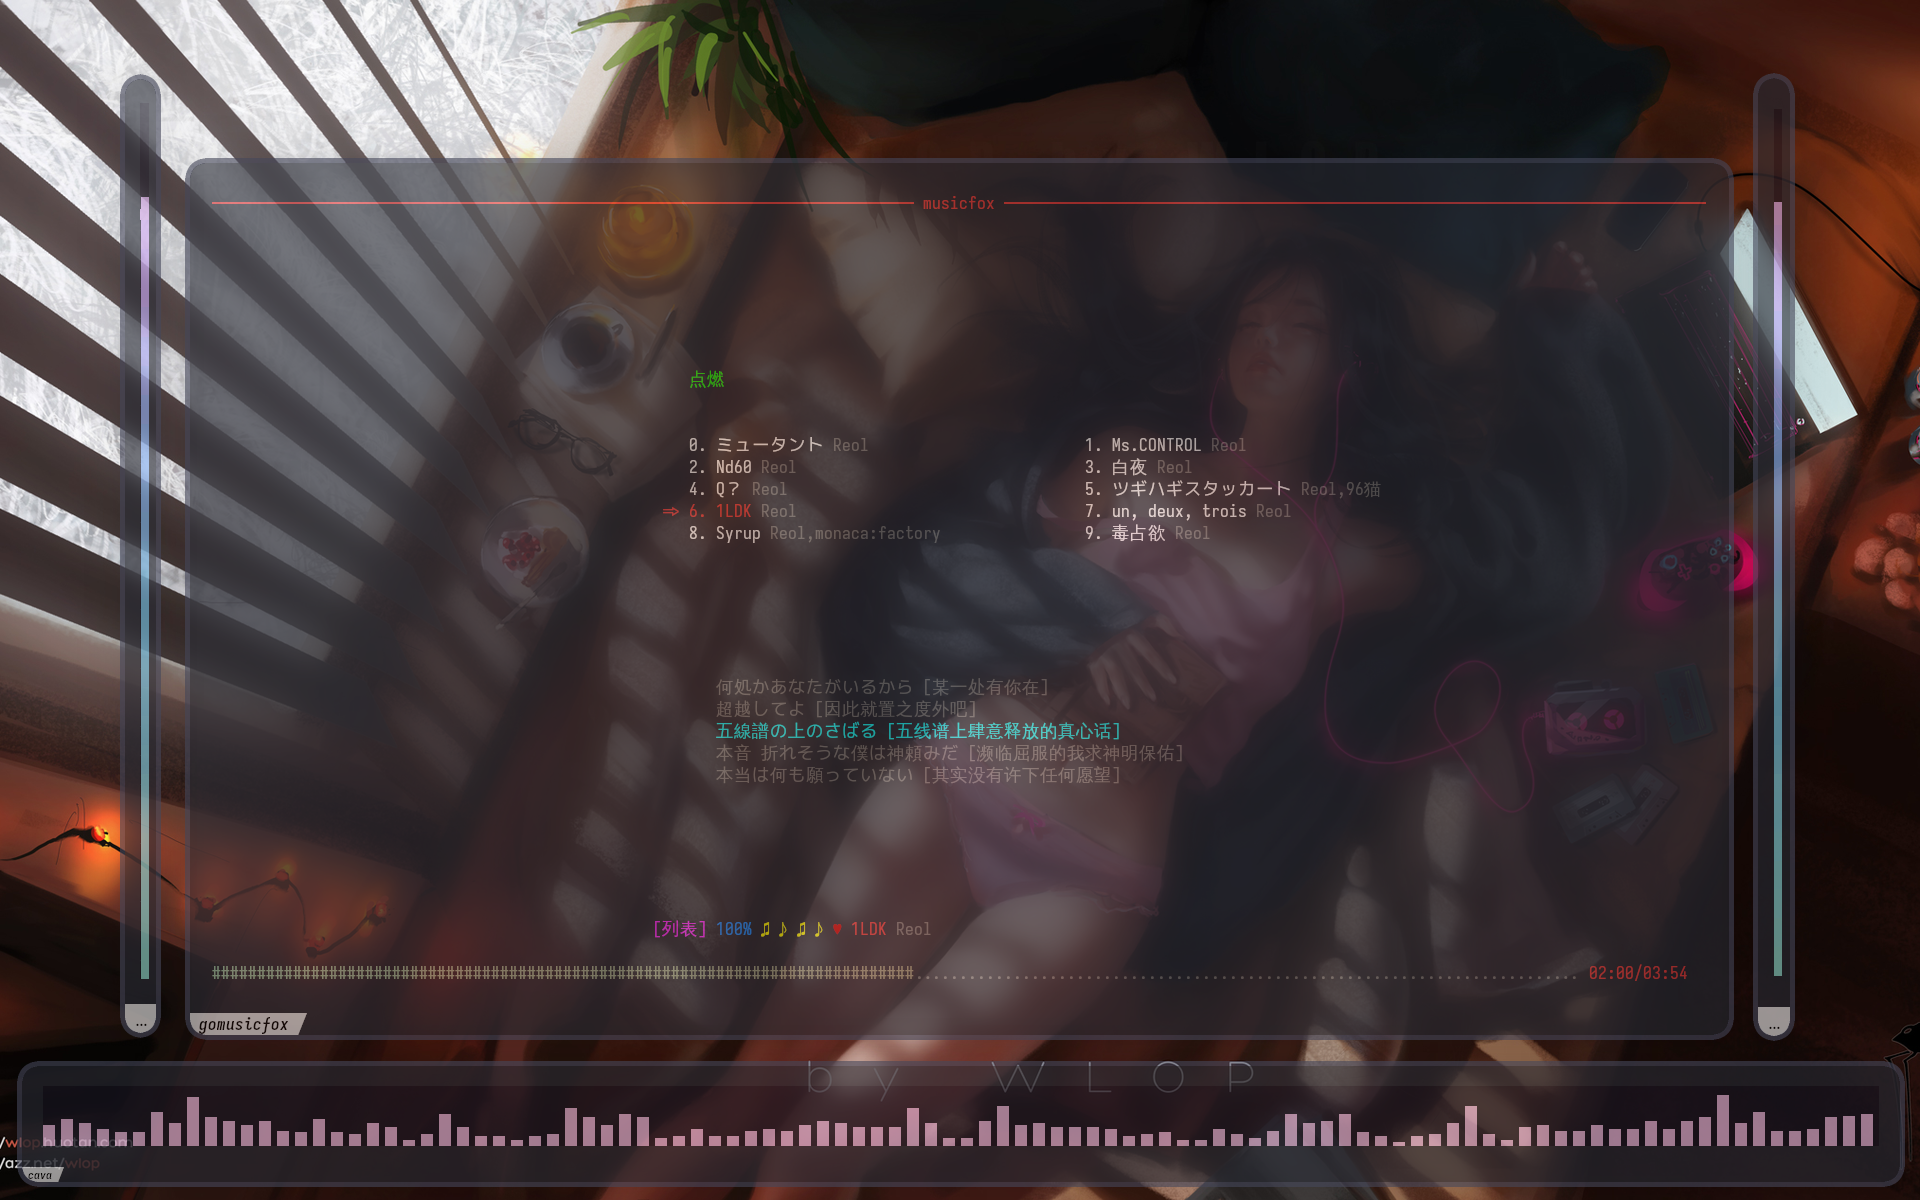 musicfox
点燃
0. ミュータント Reol
1. Ms.CONTROL Reol
2. Nd60 Reol
3. 白夜 Reol
4. Q？ Reol
5. ツギハギスタッカート Reol,96猫
⇒ 6. 1LDK Reol
7. un, deux, trois Reol
8. Syrup Reol,monaca:factory
9. 毒占欲 Reol
何処かあなたがいるから [某一处有你在]
超越してよ [因此就置之度外吧]
五線譜の上のさばる [五线谱上肆意释放的真心话]
本音 折れそうな僕は神頼みだ [濒临屈服的我求神明保佑]
本当は何も願っていない [其实没有许下任何愿望]
[列表] 100% ♫ ♪ ♫ ♪ ♥ 1LDK Reol
02:00/03:54
...
gomusicfox
...
by WLOP
/wlop.huatan.com
/azz.net/wlop
cava